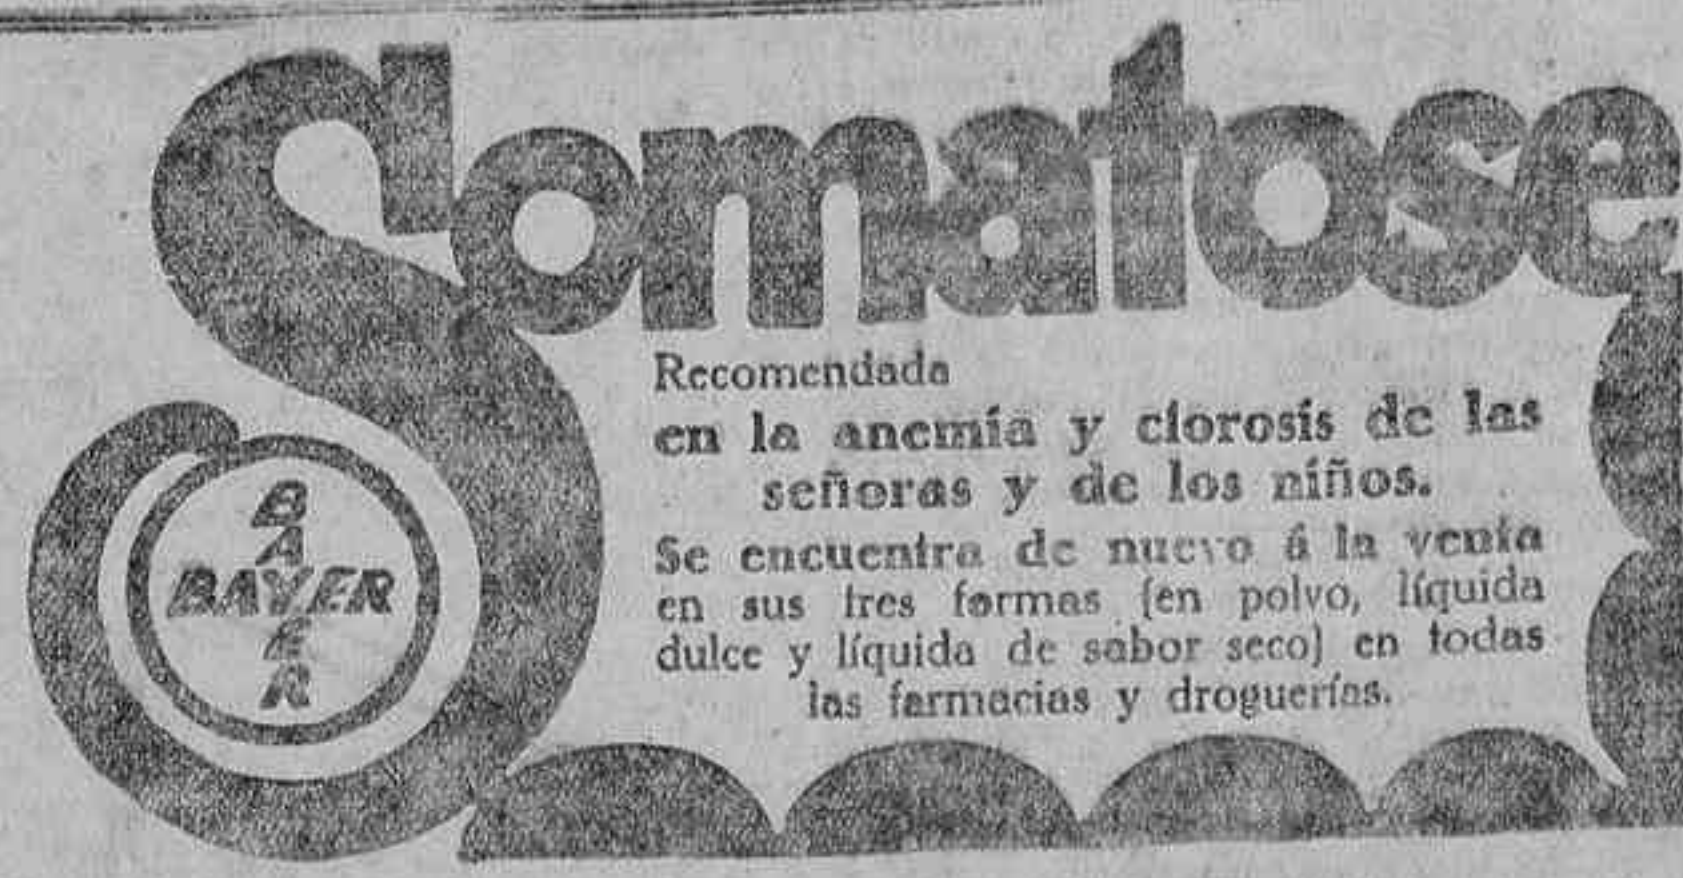 Somatose
Recomendada
en la anemia y clorosis de las
señoras y de los niños.
Se encuentra de nuevo á la venta
en sus tres formas (en polvo, líquida
dulce y líquida de sabor seco) en todas
las farmacias y droguerías.
BAYER
BAYER